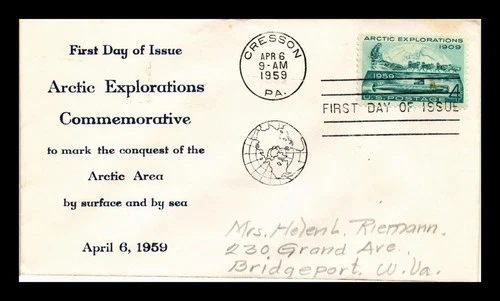 First Day of Issue
Arctic Explorations
Commemorative
to mark the conquest of the
Arctic Area
by surface and by sea
April 6, 1959
CRESSON
APR 6
9-AM
1959
PA.
ARCTIC EXPLORATIONS
1909
1959
U.S. POSTAGE 4
FIRST DAY OF ISSUE
Mrs. Helen L. Riemann.
230 Grand Ave.
Bridgeport, W. Va.